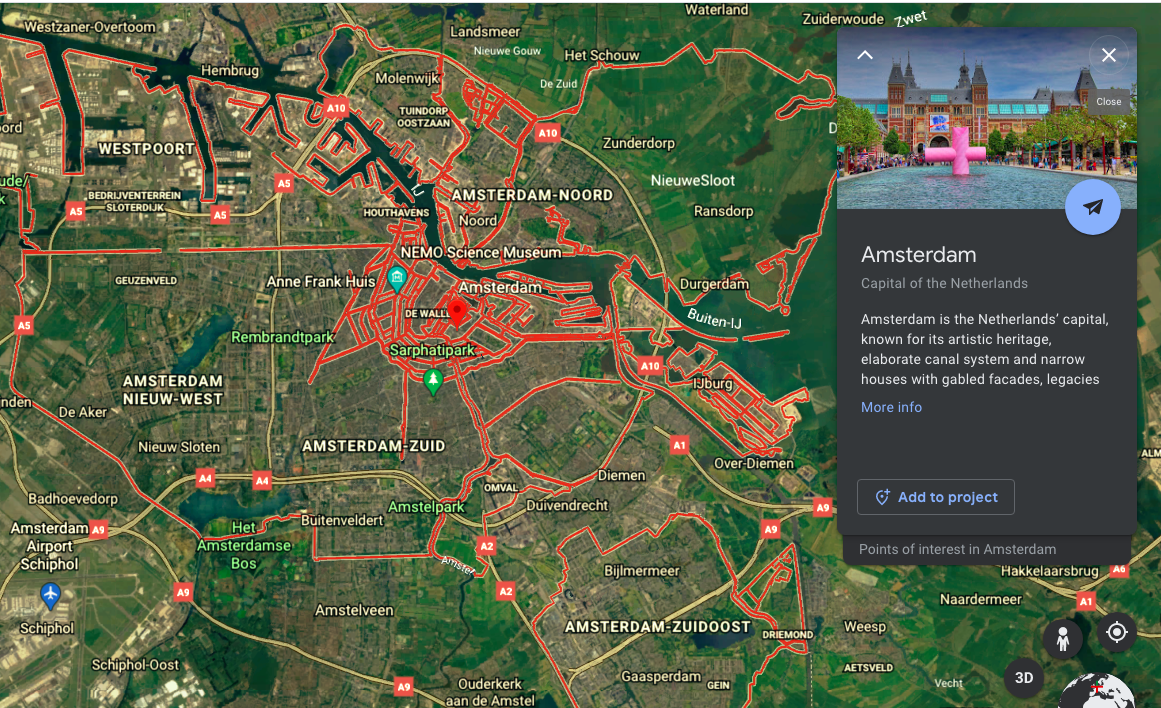 Waterland
Zuiderwoude
Zwet
Westzaner-Overtoom
Landsmeer
Nieuwe Gouw
Het Schouw
Hembrug
Molenwijk
De Zuid
A10
TUINDORP
OOSTZAAN
A10
WESTPOORT
Zunderdorp
A5
IJ
NieuweSloot
BEDRIJVENTERREIN
SLOTERDIJK
AMSTERDAM-NOORD
A5
A5
HOUTHAVENS
Noord
Ransdorp
NEMO Science Museum
GEUZENVELD
Anne Frank Huis
Amsterdam
Durgerdam
DE WALL
Buiten-IJ
A5
Rembrandtpark
Sarphatipark
A10
IJburg
AMSTERDAM
NIEUW-WEST
De Aker
Nieuw Sloten
AMSTERDAM-ZUID
A1
Over-Diemen
A4
A4
Diemen
OMVAL
Badhoevedorp
Amstelpark
Duivendrecht
A9
Amsterdam
Airport
Schiphol
A9
Het
Amsterdamse
Bos
Buitenveldert
A9
A2
Amstel
Bijlmermeer
A9
A2
Schiphol
Amstelveen
AMSTERDAM-ZUIDOOST
DRIEMOND
Weesp
Schiphol-Oost
AETSVELD
Gaasperdam
GEIN
A9
Ouderkerk
aan de Amstel
Vecht
Hakkelaarsbrug
A6
Naardermeer
A1
3D
Close
Amsterdam
Capital of the Netherlands
Amsterdam is the Netherlands’ capital,
known for its artistic heritage,
elaborate canal system and narrow
houses with gabled facades, legacies
More info
Add to project
Points of interest in Amsterdam